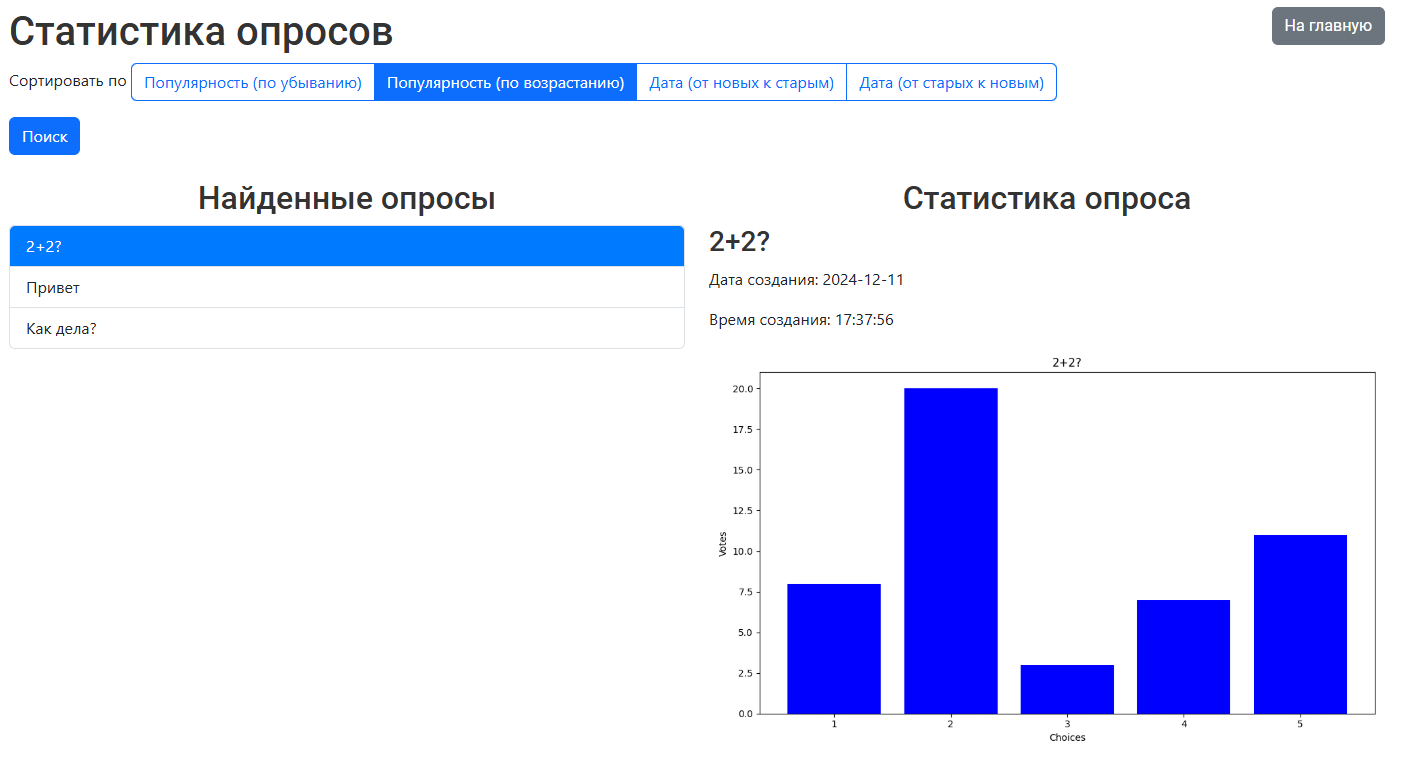 Статистика опросов
На главную
Сортировать по Популярность (по убыванию) Популярность (по возрастанию) Дата (от новых к старым) Дата (от старых к новым)
Поиск
Найденные опросы
2+2?
Привет
Как дела?
Статистика опроса
2+2?
Дата создания: 2024-12-11
Время создания: 17:37:56
2+2?
Votes
20.0
17.5
15.0
12.5
10.0
7.5
5.0
2.5
0.0
1 2 3 4 5
Choices